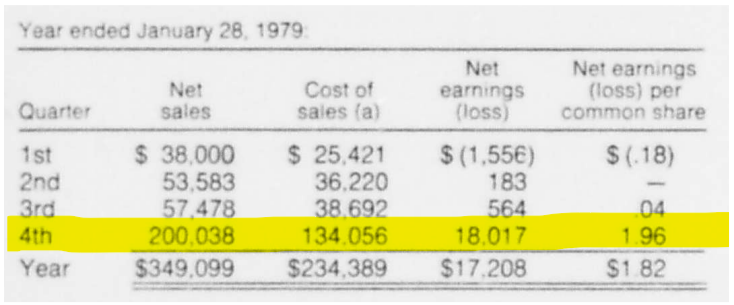 Year ended January 28, 1979:
Net Net earnings
Net Cost of earnings (loss) per
Quarter sales sales (a) (loss) common share
1st $ 38,000 $ 25,421 $ (1,556) $ (.18)
2nd 53,583 36,220 183 —
3rd 57,478 38,692 564 .04
4th 200,038 134,056 18,017 1.96
Year $349,099 $234,389 $17,208 $1.82